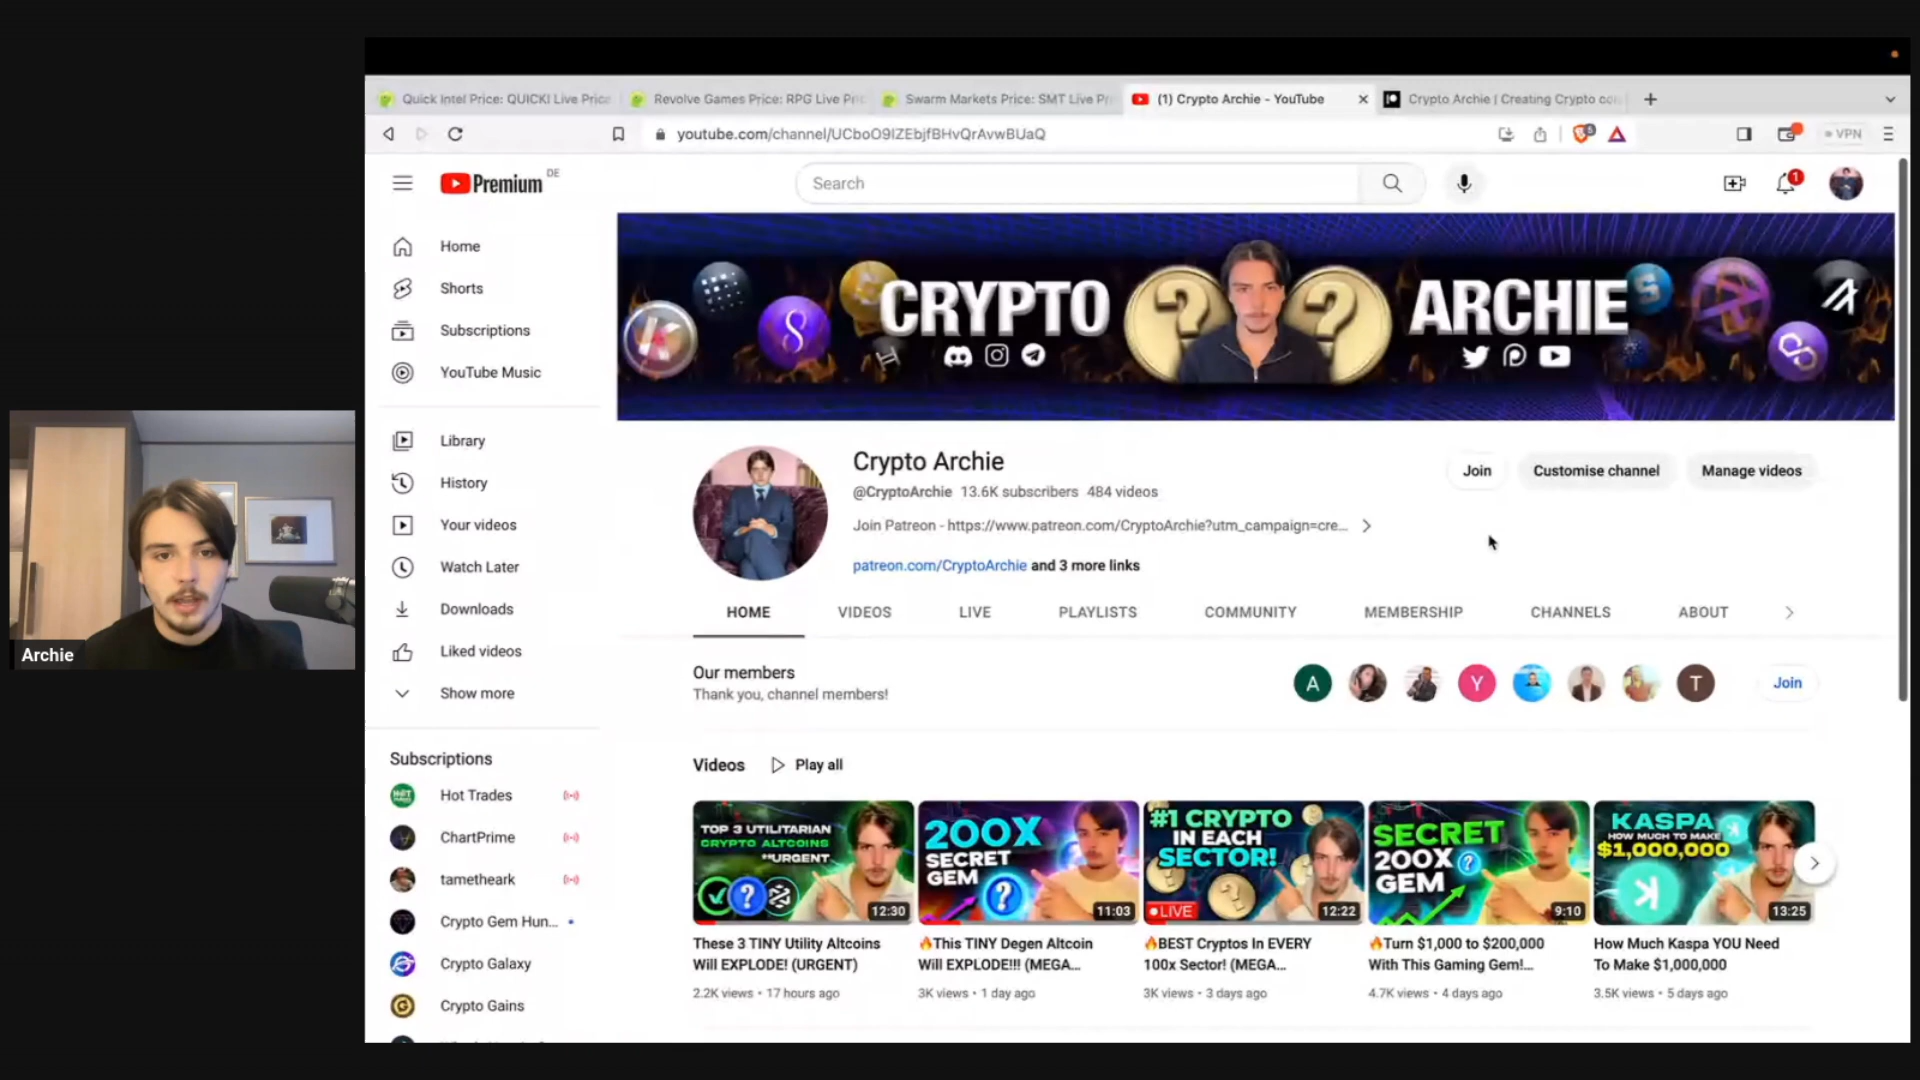 Quick Intel Price: QUICKI Live Price
Revolve Games Price: RPG Live Pri
Swarm Markets Price: SMT Live Pr
(1) Crypto Archie - YouTube
Crypto Archie | Creating Crypto con
youtube.com/channel/UCboO9IZEbjfBHvQrAvwBUaQ
5
VPN
Premium DE
Search
1
Home
Shorts
Subscriptions
YouTube Music
Library
History
Your videos
Watch Later
Downloads
Liked videos
Show more
Subscriptions
HOT
Hot Trades
ChartPrime
tametheark
Crypto Gem Hun...
Crypto Galaxy
Crypto Gains
Archie
CRYPTO
ARCHIE
Crypto Archie
@CryptoArchie 13.6K subscribers 484 videos
Join Patreon - https://www.patreon.com/CryptoArchie?utm_campaign=cre...
patreon.com/CryptoArchie and 3 more links
Join
Customise channel
Manage videos
HOME
VIDEOS
LIVE
PLAYLISTS
COMMUNITY
MEMBERSHIP
CHANNELS
ABOUT
Our members
Thank you, channel members!
A
Y
T
Join
Videos
Play all
TOP 3 UTILITARIAN
CRYPTO ALTCOINS
**URGENT
12:30
These 3 TINY Utility Altcoins
Will EXPLODE! (URGENT)
2.2K views • 17 hours ago
200X
SECRET
GEM
11:03
🔥This TINY Degen Altcoin
Will EXPLODE!!! (MEGA...
3K views • 1 day ago
#1 CRYPTO
IN EACH
SECTOR!
LIVE
12:22
🔥BEST Cryptos In EVERY
100x Sector! (MEGA...
3K views • 3 days ago
SECRET
200X
GEM
9:10
🔥Turn $1,000 to $200,000
With This Gaming Gem!...
4.7K views • 4 days ago
KASPA
HOW MUCH TO MAKE
$1,000,000
13:25
How Much Kaspa YOU Need
To Make $1,000,000
3.5K views • 5 days ago